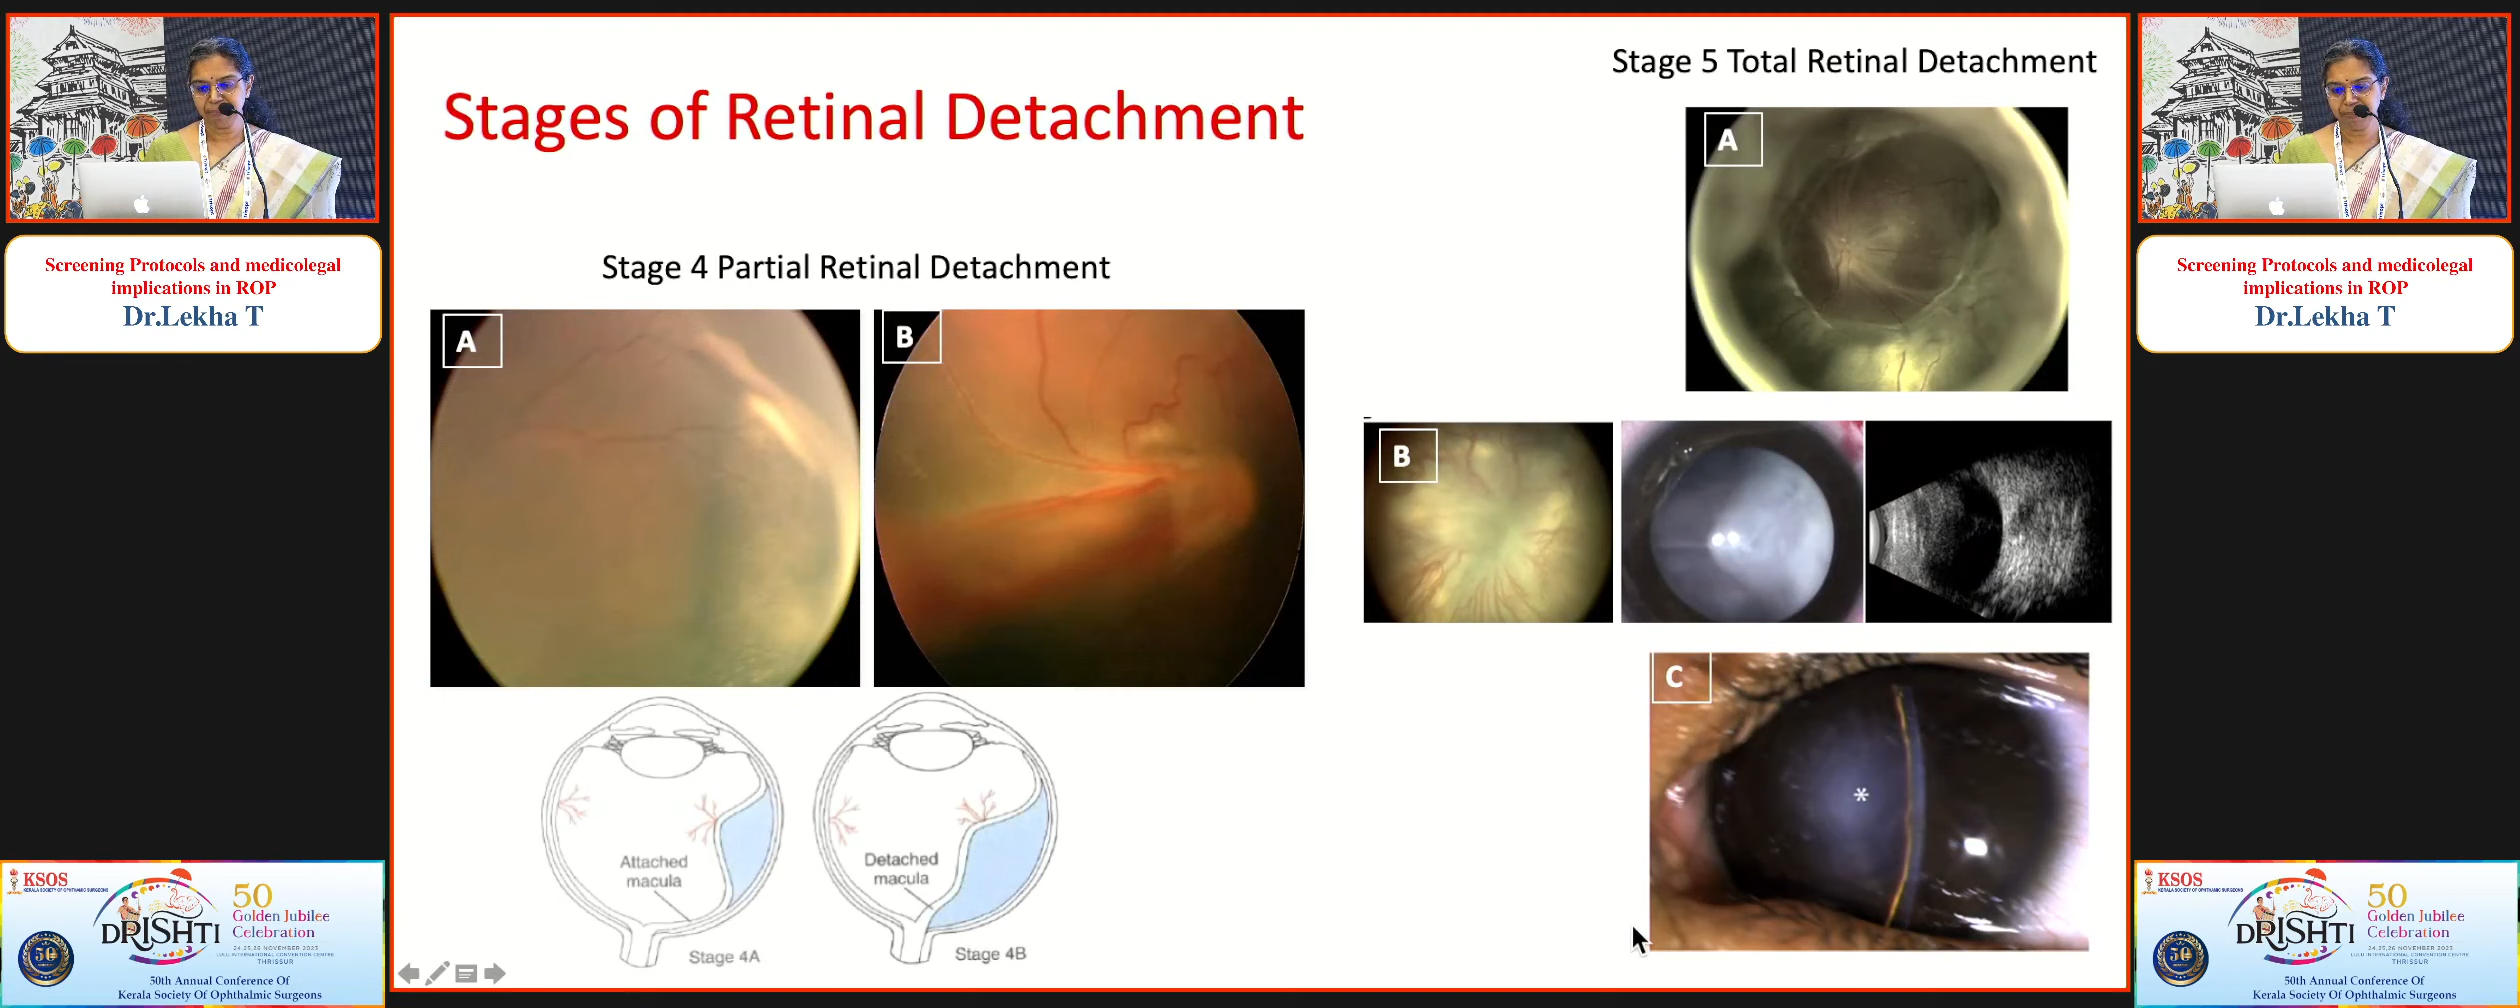 Screening Protocols and medicolegal
implications in ROP
Dr.Lekha T
KSOS
KERALA SOCIETY OF OPHTHALMIC SURGEONS
50
Golden Jubilee
Celebration
24,25,26 NOVEMBER 2023
LULU INTERNATIONAL CONVENTION CENTRE
THRISSUR
DRISHTI
50
50th Annual Conference Of
Kerala Society Of Ophthalmic Surgeons
Stages of Retinal Detachment
Stage 4 Partial Retinal Detachment
A
B
Attached
macula
Stage 4A
Detached
macula
Stage 4B
Stage 5 Total Retinal Detachment
A
B
C
*
Screening Protocols and medicolegal
implications in ROP
Dr.Lekha T
KSOS
KERALA SOCIETY OF OPHTHALMIC SURGEONS
50
Golden Jubilee
Celebration
24,25,26 NOVEMBER 2023
LULU INTERNATIONAL CONVENTION CENTRE
THRISSUR
DRISHTI
50
50th Annual Conference Of
Kerala Society Of Ophthalmic Surgeons